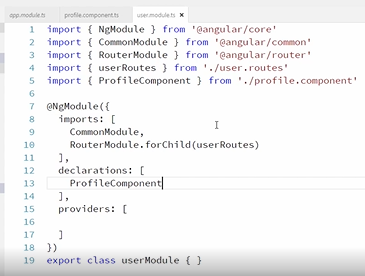 app.module.ts profile.component.ts user.module.ts ×
1 import { NgModule } from '@angular/core'
2 import { CommonModule } from '@angular/common'
3 import { RouterModule } from '@angular/router'
4 import { userRoutes } from './user.routes'
5 import { ProfileComponent } from './profile.component'
6
7 @NgModule({
8 imports: [
9 CommonModule,
10 RouterModule.forChild(userRoutes)
11 ],
12 declarations: [
13 ProfileComponent
14 ],
15 providers: [
16
17 ]
18 })
19 export class userModule { }